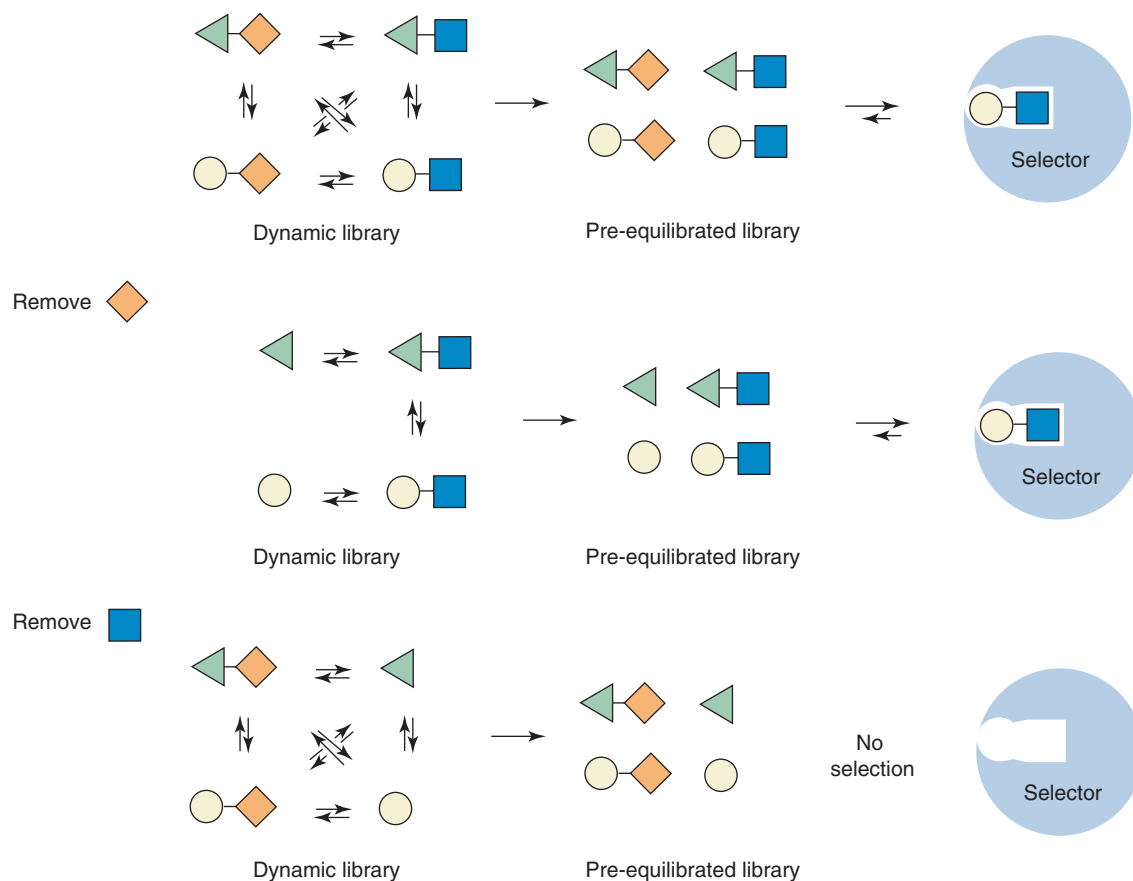 Selector
Dynamic library
Pre-equilibrated library
Remove
Selector
Dynamic library
Pre-equilibrated library
Remove
No
selection
Selector
Dynamic library
Pre-equilibrated library